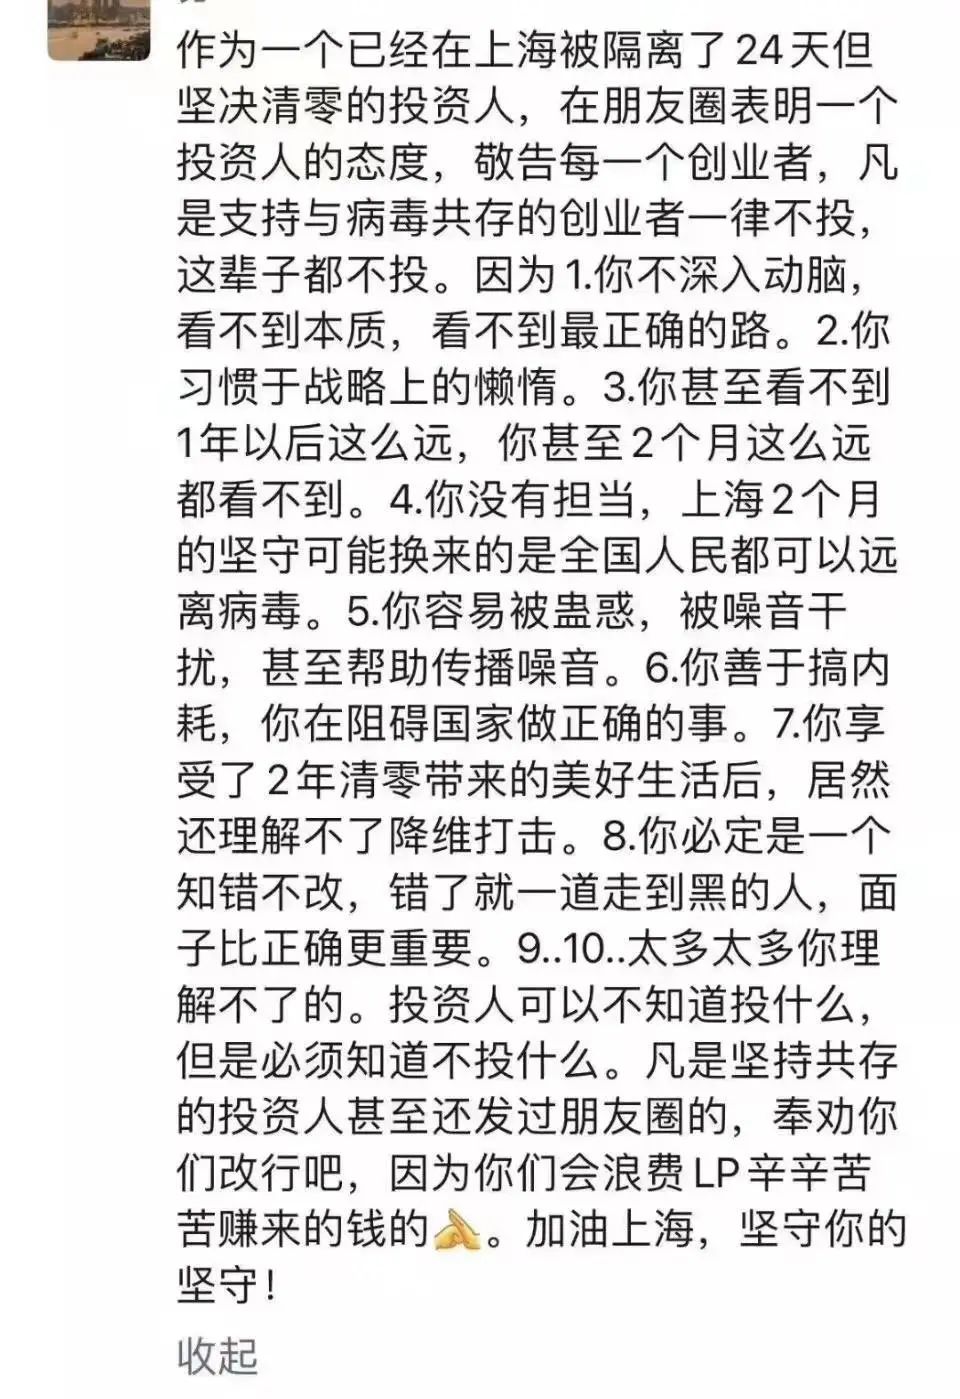 作为一个已经在上海被隔离了24天但
坚决清零的投资人，在朋友圈表明一个
投资人的态度，敬告每一个创业者，凡
是支持与病毒共存的创业者一律不投，
这辈子都不投。因为1.你不深入动脑，
看不到本质，看不到最正确的路。2.你
习惯于战略上的懒惰。3.你甚至看不到
1年以后这么远，你甚至2个月这么远
都看不到。4.你没有担当，上海2个月
的坚守可能换来的是全国人民都可以远
离病毒。5.你容易被蛊惑，被噪音干
扰，甚至帮助传播噪音。6.你善于搞内
耗，你在阻碍国家做正确的事。7.你享
受了2年清零带来的美好生活后，居然
还理解不了降维打击。8.你必定是一个
知错不改，错了就一道走到黑的人，面
子比正确更重要。9..10..太多太多你理
解不了的。投资人可以不知道投什么，
但是必须知道不投什么。凡是坚持共存
的投资人甚至还发过朋友圈的，奉劝你
们改行吧，因为你们会浪费LP辛辛苦
苦赚来的钱的🙏。加油上海，坚守你的
坚守！
收起